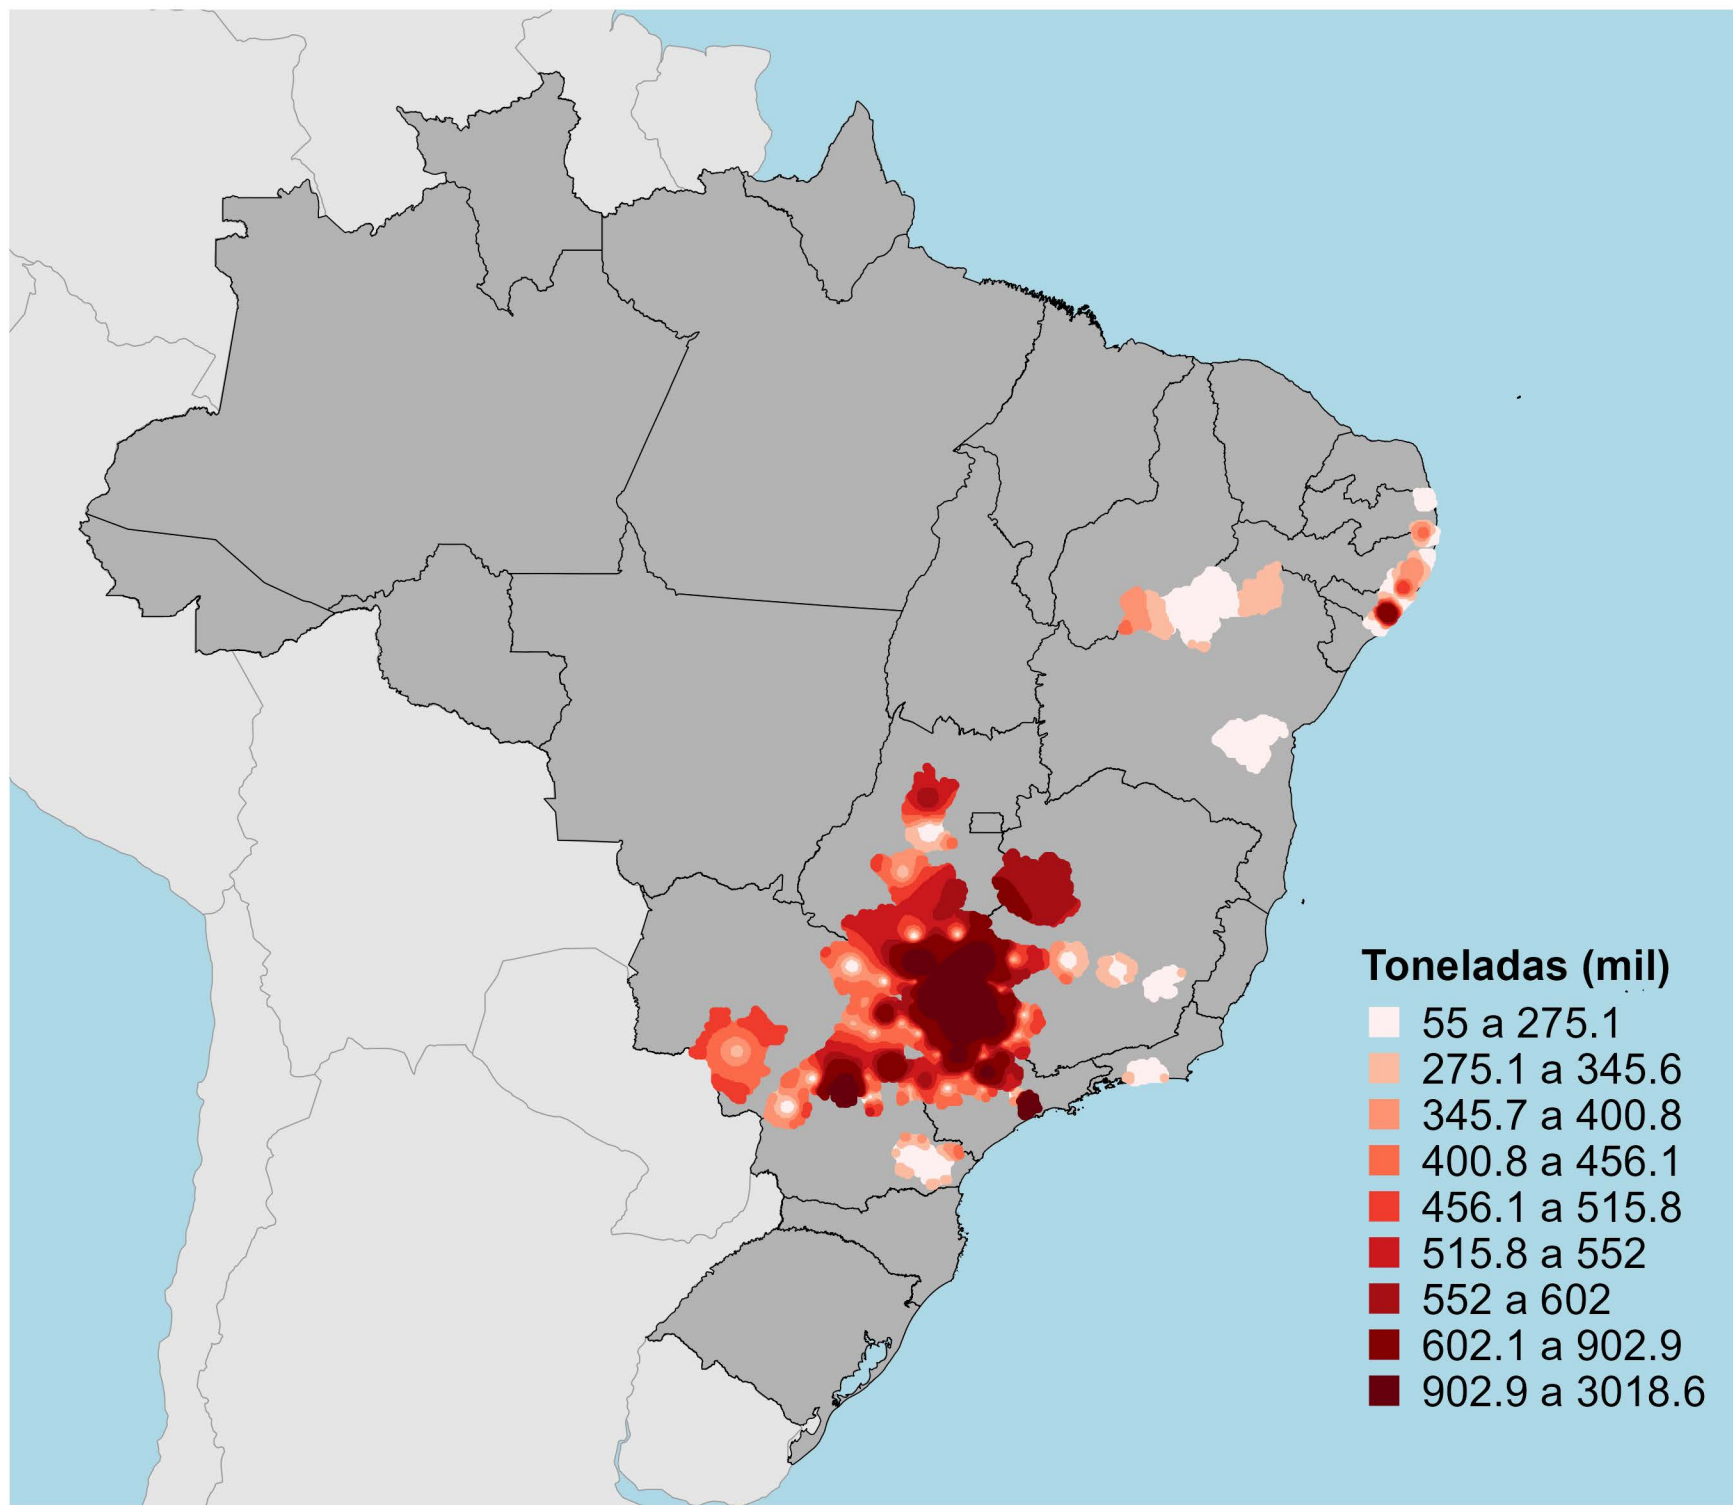 Toneladas (mil)
55 a 275.1
275.1 a 345.6
345.7 a 400.8
400.8 a 456.1
456.1 a 515.8
515.8 a 552
552 a 602
602.1 a 902.9
902.9 a 3018.6